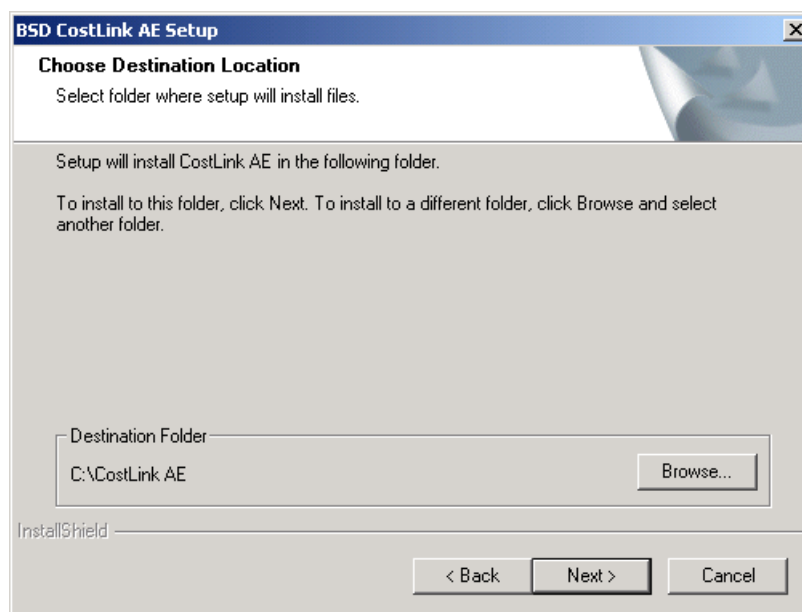 BSD CostLink AE Setup
Choose Destination Location
Select folder where setup will install files.
Setup will install CostLink AE in the following folder.
To install to this folder, click Next. To install to a different folder, click Browse and select
another folder.
Destination Folder
C:\CostLink AE
Browse...
InstallShield
< Back
Next >
Cancel